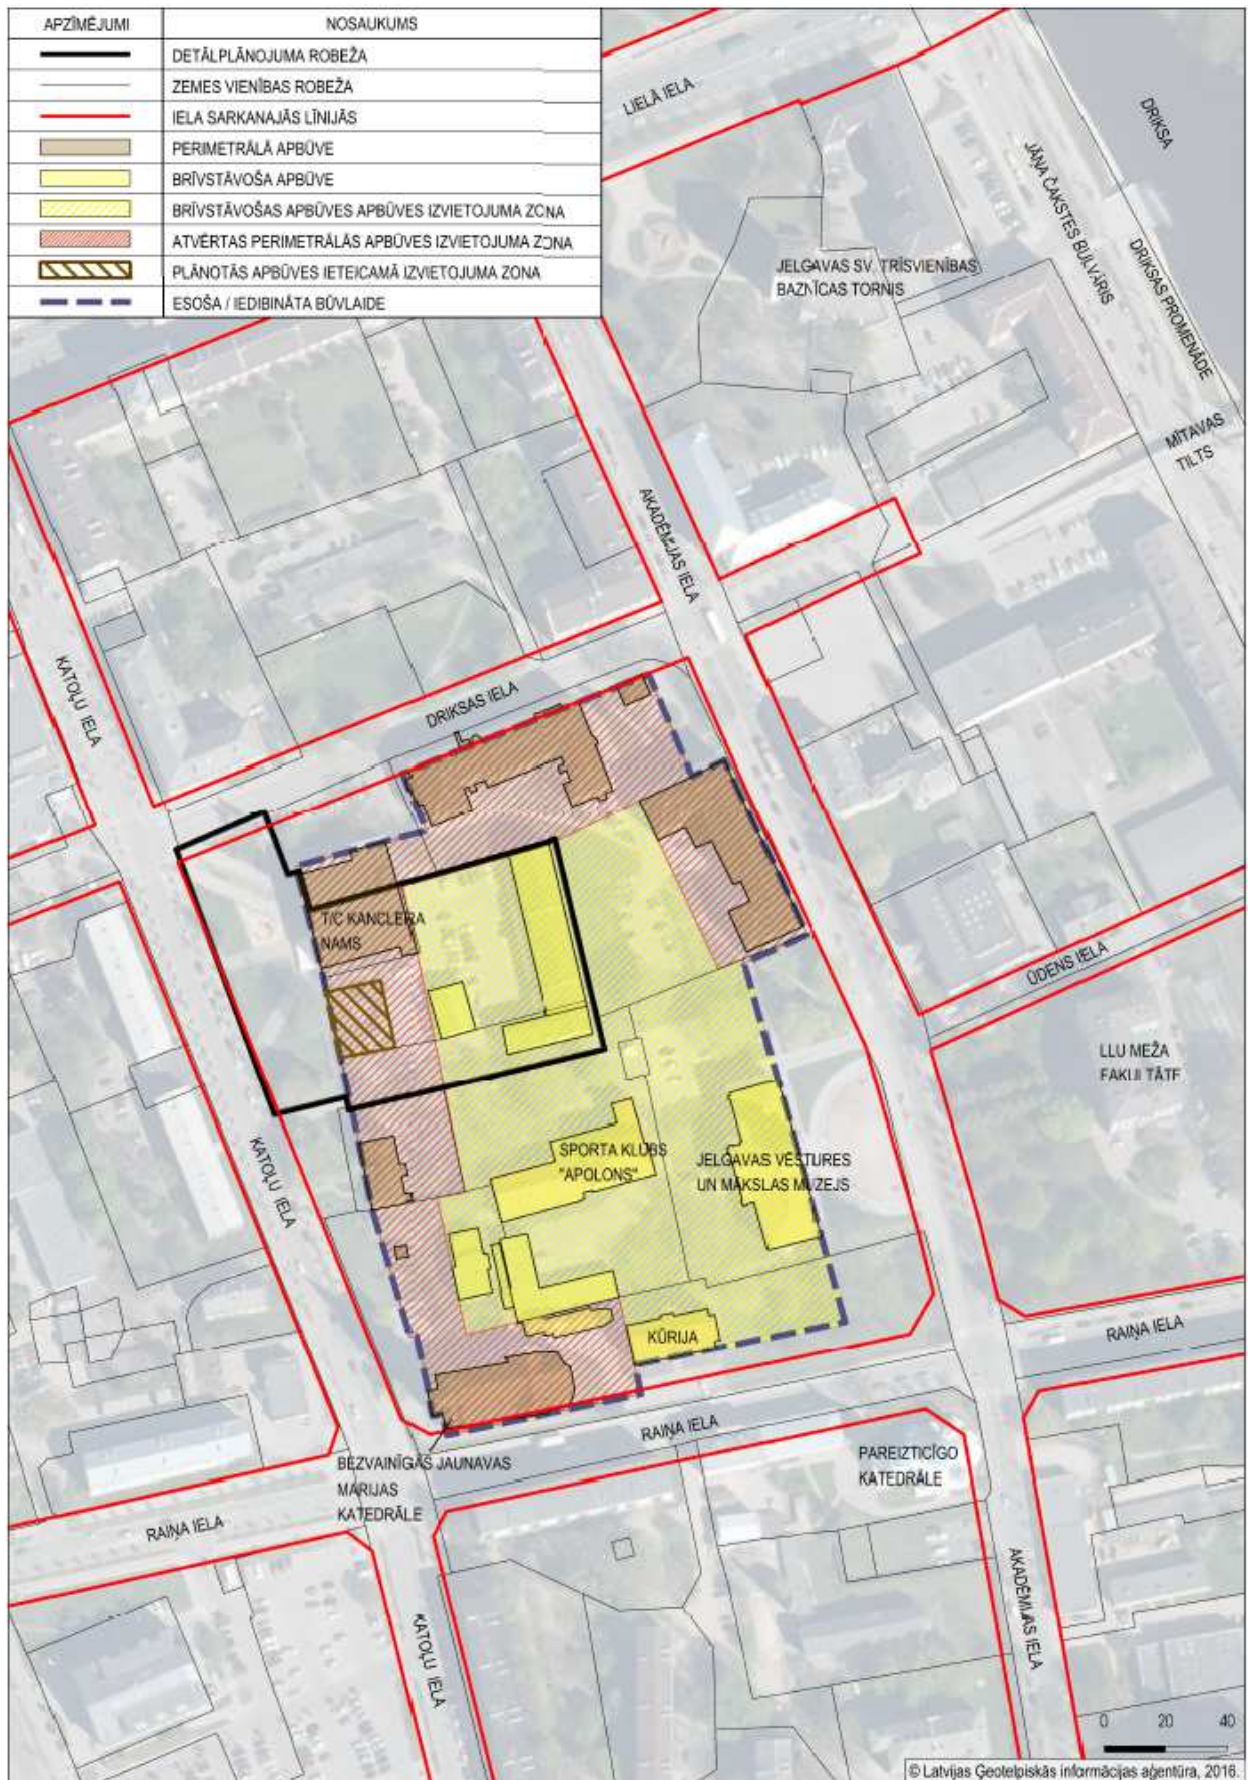 APZĪMĒJUMI NOSAUKUMS
DETĀLPLĀNOJUMA ROBEŽA
ZEMES VIENĪBAS ROBEŽA
IELA SARKANAJĀS LĪNIJĀS
PERIMETRĀLĀ APBŪVE
BRĪVSTĀVOŠA APBŪVE
BRĪVSTĀVOŠAS APBŪVES APBŪVES IZVIETOJUMA ZONA
ATVĒRTAS PERIMETRĀLĀS APBŪVES IZVIETOJUMA ZONA
PLĀNOTĀS APBŪVES IETEICAMĀ IZVIETOJUMA ZONA
ESOŠA / IEDIBINĀTA BŪVLAIDE
LIELĀ IELA
DRIKSA
JĀŅA ČAKSTES BULVĀRIS
DRIKSAS PROMENĀDE
JELGAVAS SV. TRĪSVIENĪBAS
BAZNĪCAS TORNIS
MĪTAVAS
TILTS
AKADĒMIJAS IELA
KATOĻU IELA
DRIKSAS IELA
T/C KANCLERA
NAMS
ŪDENS IELA
LLU MEŽA
FAKULTĀTE
SPORTA KLUBS
"APOLONS"
JELGAVAS VĒSTURES
UN MĀKSLAS MUZEJS
KATOĻU IELA
KŪRIJA
RAIŅA IELA
RAIŅA IELA
BEZVAINĪGĀS JAUNAVAS
MARIJAS
KATEDRĀLE
PAREIZTICĪGO
KATEDRĀLE
RAIŅA IELA
AKADĒMIJAS IELA
KATOĻU IELA
0 20 40
© Latvijas Ģeotelpiskās informācijas aģentūra, 2016.